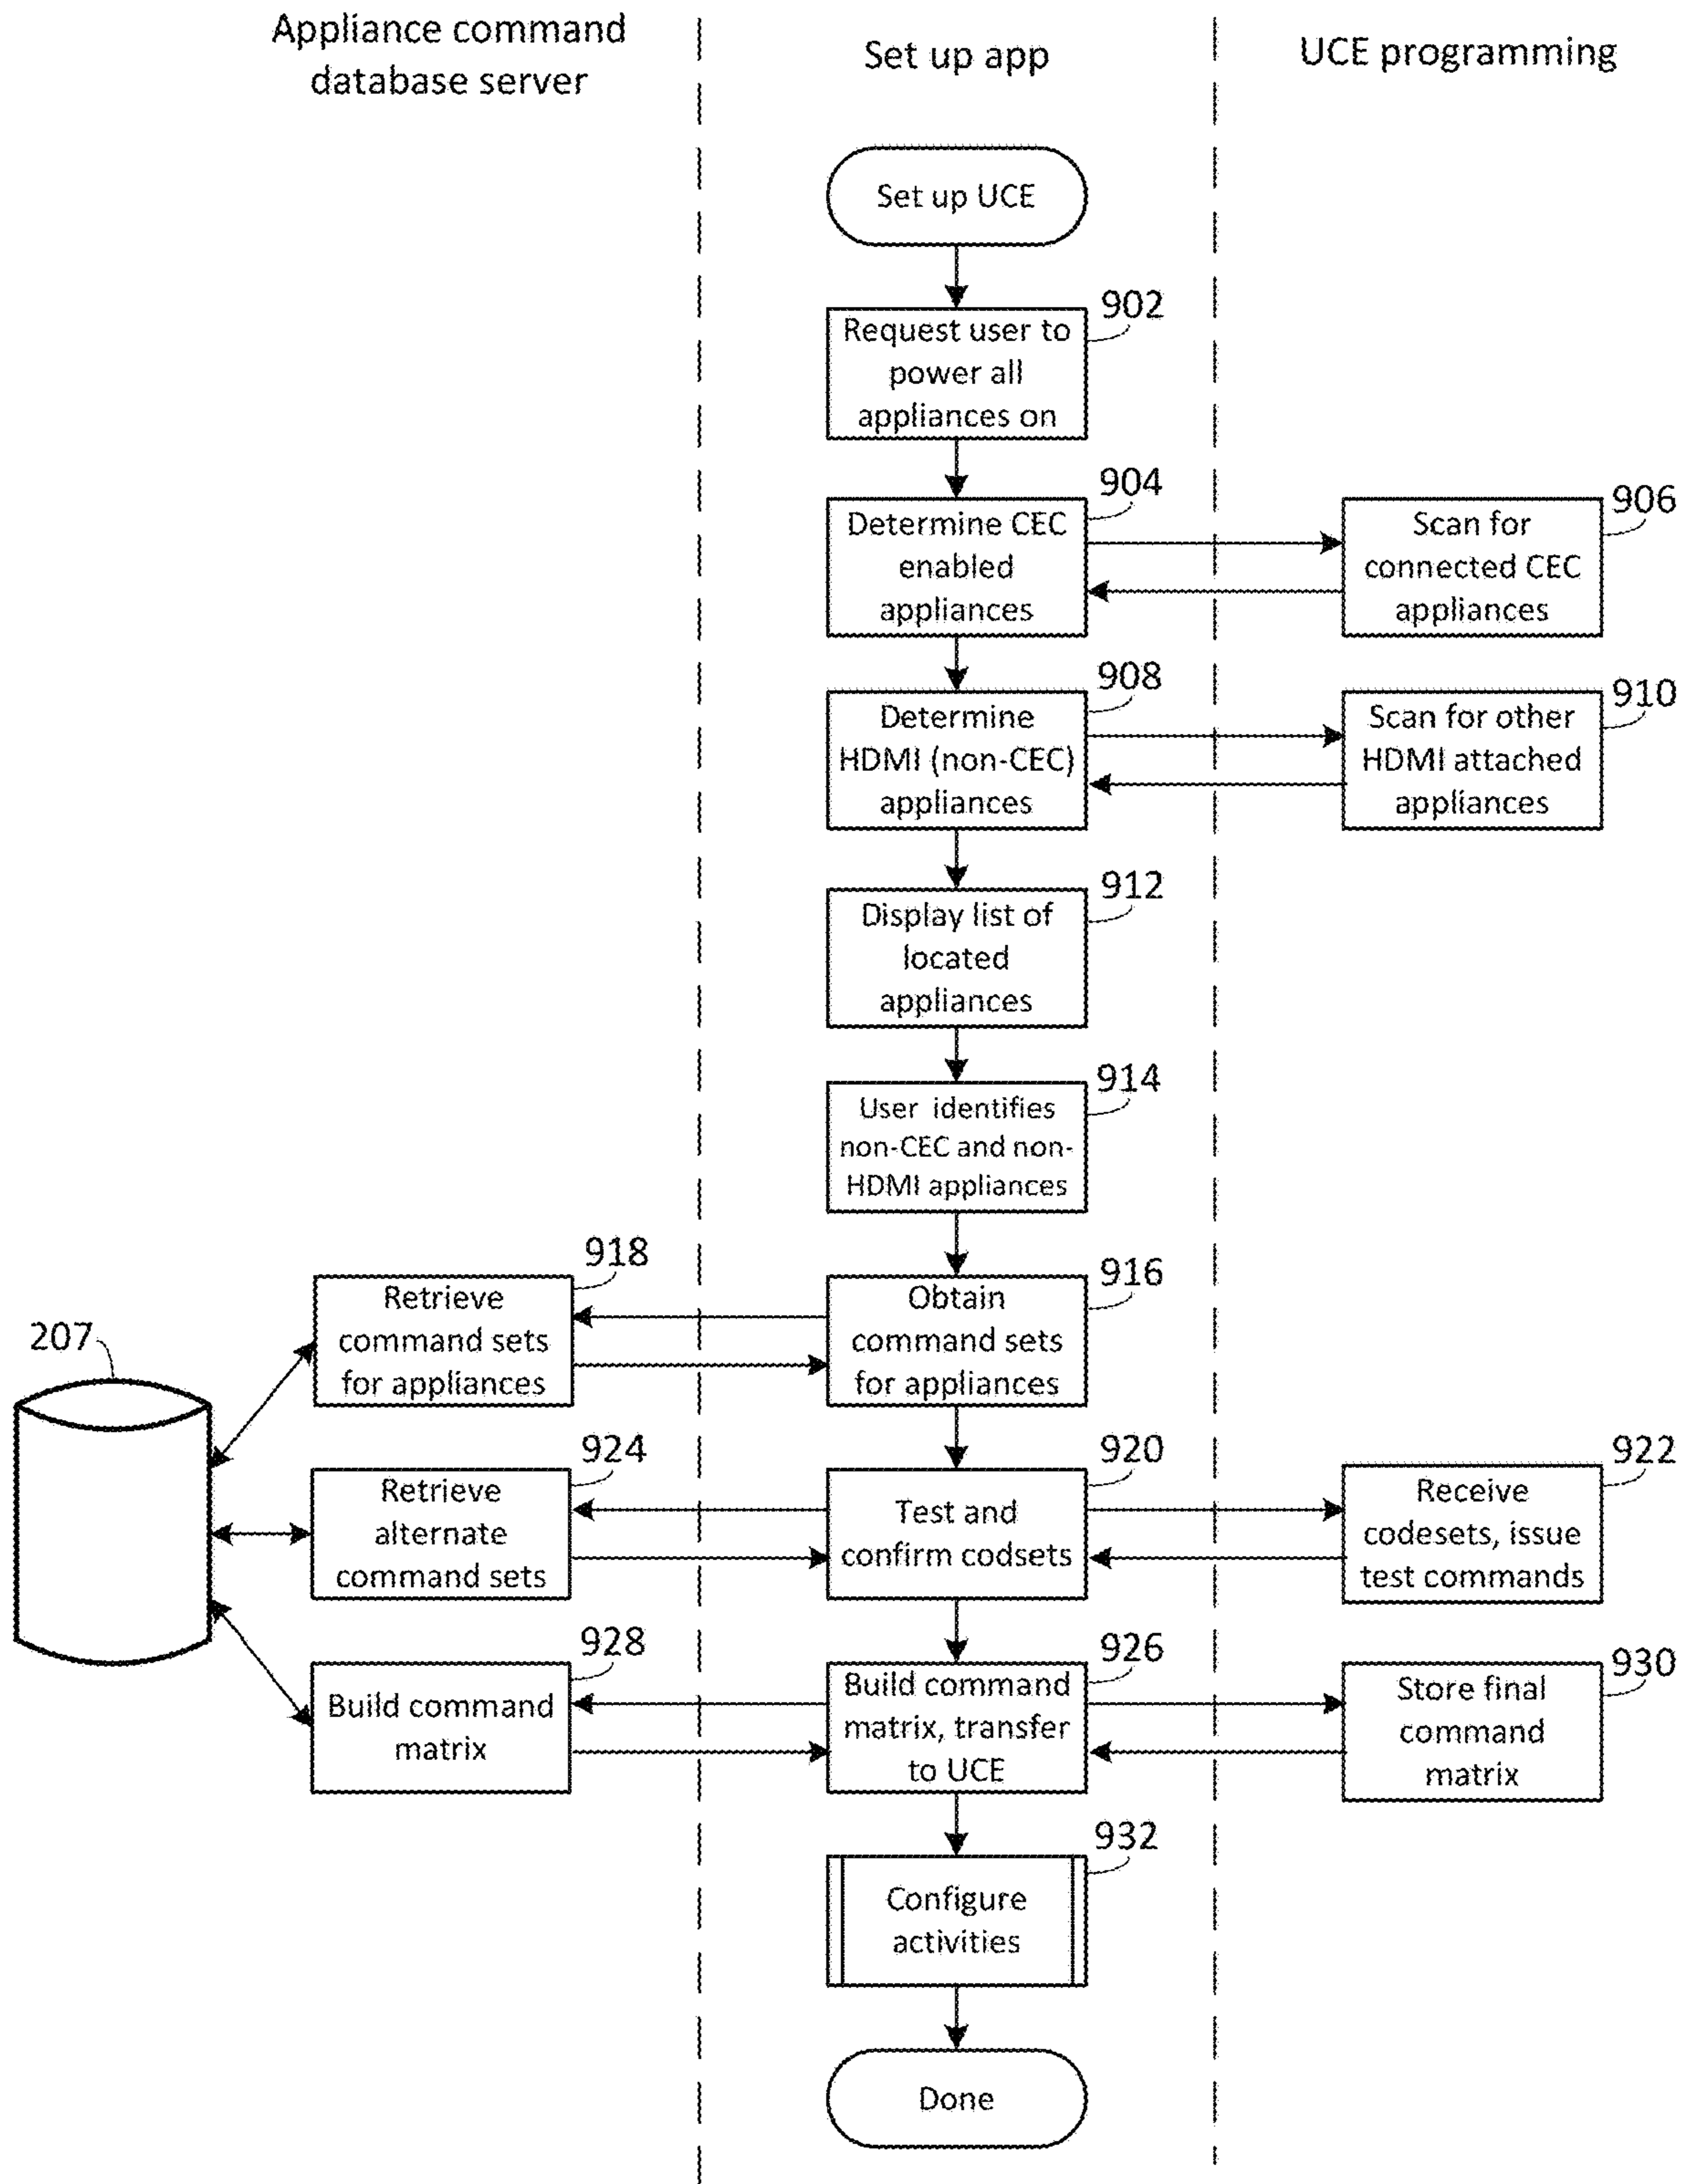 Appliance command
database server
Set up app
UCE programming
Set up UCE
902
Request user to
power all
appliances on
904
Determine CEC
enabled
appliances
906
Scan for
connected CEC
appliances
908
Determine
HDMI (non-CEC)
appliances
910
Scan for other
HDMI attached
appliances
912
Display list of
located
appliances
914
User identifies
non-CEC and non-
HDMI appliances
918
Retrieve
command sets
for appliances
916
Obtain
command sets
for appliances
207
924
Retrieve
alternate
command sets
920
Test and
confirm codsets
922
Receive
codesets, issue
test commands
928
Build command
matrix
926
Build command
matrix, transfer
to UCE
930
Store final
command
matrix
932
Configure
activities
Done